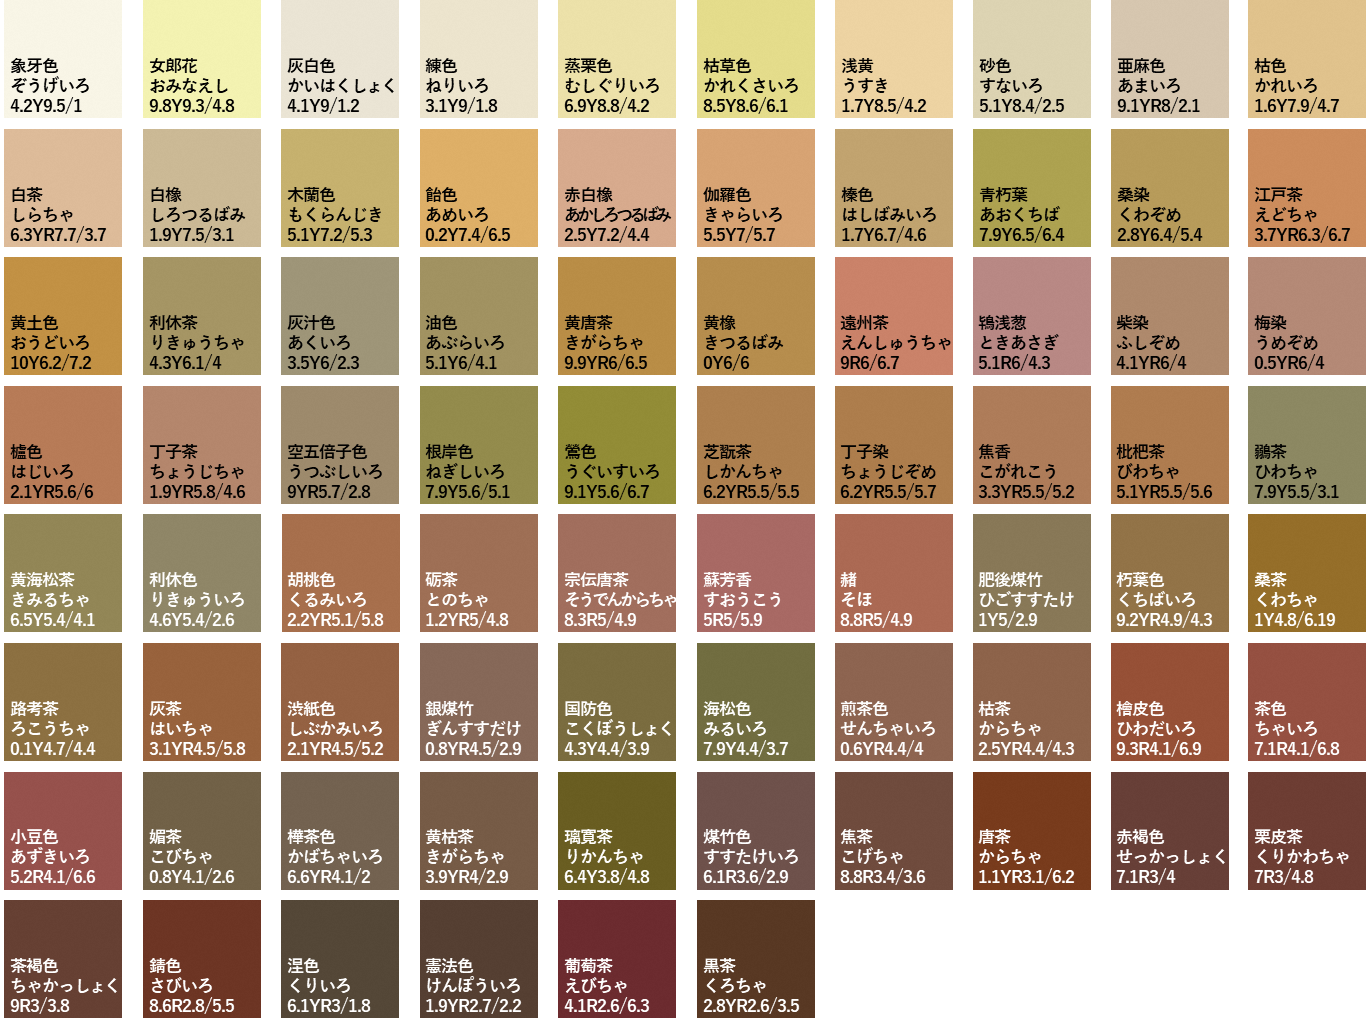 象牙色
ぞうげいろ
4.2Y9.5/1
女郎花
おみなえし
9.8Y9.3/4.8
灰白色
かいはくしょく
4.1Y9/1.2
練色
ねりいろ
3.1Y9/1.8
蒸栗色
むしぐりいろ
6.9Y8.8/4.2
枯草色
かれくさいろ
8.5Y8.6/6.1
浅黄
うすき
1.7Y8.5/4.2
砂色
すないろ
5.1Y8.4/2.5
亜麻色
あまいろ
9.1YR8/2.1
枯色
かれいろ
1.6Y7.9/4.7
白茶
しらちゃ
6.3YR7.7/3.7
白橡
しろつるばみ
1.9Y7.5/3.1
木蘭色
もくらんじき
5.1Y7.2/5.3
飴色
あめいろ
0.2Y7.4/6.5
赤白橡
あかしろつるばみ
2.5Y7.2/4.4
伽羅色
きゃらいろ
5.5Y7/5.7
榛色
はしばみいろ
1.7Y6.7/4.6
青朽葉
あおくちば
7.9Y6.5/6.4
桑染
くわぞめ
2.8Y6.4/5.4
江戸茶
えどちゃ
3.7YR6.3/6.7
黄土色
おうどいろ
10Y6.2/7.2
利休茶
りきゅうちゃ
4.3Y6.1/4
灰汁色
あくいろ
3.5Y6/2.3
油色
あぶらいろ
5.1Y6/4.1
黄唐茶
きがらちゃ
9.9YR6/6.5
黄橡
きつるばみ
0Y6/6
遠州茶
えんしゅうちゃ
9R6/6.7
鴇浅葱
ときあさぎ
5.1R6/4.3
柴染
ふしぞめ
4.1YR6/4
梅染
うめぞめ
0.5YR6/4
櫨色
はじいろ
2.1YR5.6/6
丁子茶
ちょうじちゃ
1.9YR5.8/4.6
空五倍子色
うつぶしいろ
9YR5.7/2.8
根岸色
ねぎしいろ
7.9Y5.6/5.1
鶯色
うぐいすいろ
9.1Y5.6/6.7
芝翫茶
しかんちゃ
6.2YR5.5/5.5
丁子染
ちょうじぞめ
6.2YR5.5/5.7
焦香
こがれこう
3.3YR5.5/5.2
枇杷茶
びわちゃ
5.1YR5.5/5.6
鶸茶
ひわちゃ
7.9Y5.5/3.1
黄海松茶
きみるちゃ
6.5Y5.4/4.1
利休色
りきゅういろ
4.6Y5.4/2.6
胡桃色
くるみいろ
2.2YR5.1/5.8
砺茶
とのちゃ
1.2YR5/4.8
宗伝唐茶
そうでんからちゃ
8.3R5/4.9
蘇芳香
すおうこう
5R5/5.9
赭
そほ
8.8R5/4.9
肥後煤竹
ひごすすたけ
1Y5/2.9
朽葉色
くちばいろ
9.2YR4.9/4.3
桑茶
くわちゃ
1Y4.8/6.19
路考茶
ろこうちゃ
0.1Y4.7/4.4
灰茶
はいちゃ
3.1YR4.5/5.8
渋紙色
しぶかみいろ
2.1YR4.5/5.2
銀煤竹
ぎんすすだけ
0.8YR4.5/2.9
国防色
こくぼうしょく
4.3Y4.4/3.9
海松色
みるいろ
7.9Y4.4/3.7
煎茶色
せんちゃいろ
0.6YR4.4/4
枯茶
からちゃ
2.5YR4.4/4.3
檜皮色
ひわだいろ
9.3R4.1/6.9
茶色
ちゃいろ
7.1R4.1/6.8
小豆色
あずきいろ
5.2R4.1/6.6
媚茶
こびちゃ
0.8Y4.1/2.6
樺茶色
かばちゃいろ
6.6YR4.1/2
黄枯茶
きがらちゃ
3.9YR4/2.9
璃寛茶
りかんちゃ
6.4Y3.8/4.8
煤竹色
すすたけいろ
6.1R3.6/2.9
焦茶
こげちゃ
8.8R3.4/3.6
唐茶
からちゃ
1.1YR3.1/6.2
赤褐色
せっかっしょく
7.1R3/4
栗皮茶
くりかわちゃ
7R3/4.8
茶褐色
ちゃかっしょく
9R3/3.8
錆色
さびいろ
8.6R2.8/5.5
涅色
くりいろ
6.1YR3/1.8
憲法色
けんぽういろ
1.9YR2.7/2.2
葡萄茶
えびちゃ
4.1R2.6/6.3
黒茶
くろちゃ
2.8YR2.6/3.5